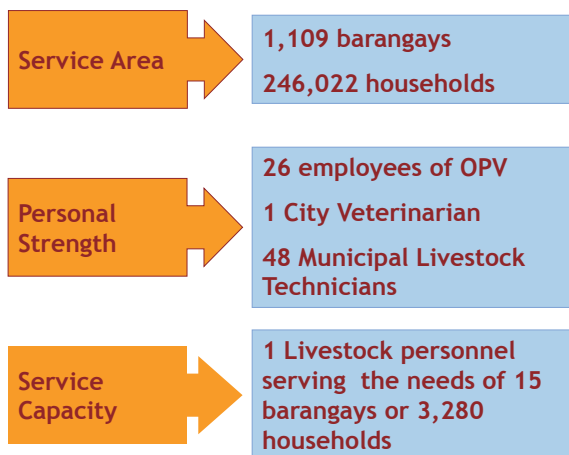 Service Area
1,109 barangays
246,022 households
Personal
Strength
26 employees of OPV
1 City Veterinarian
48 Municipal Livestock
Technicians
Service
Capacity
1 Livestock personnel
serving the needs of 15
barangays or 3,280
households